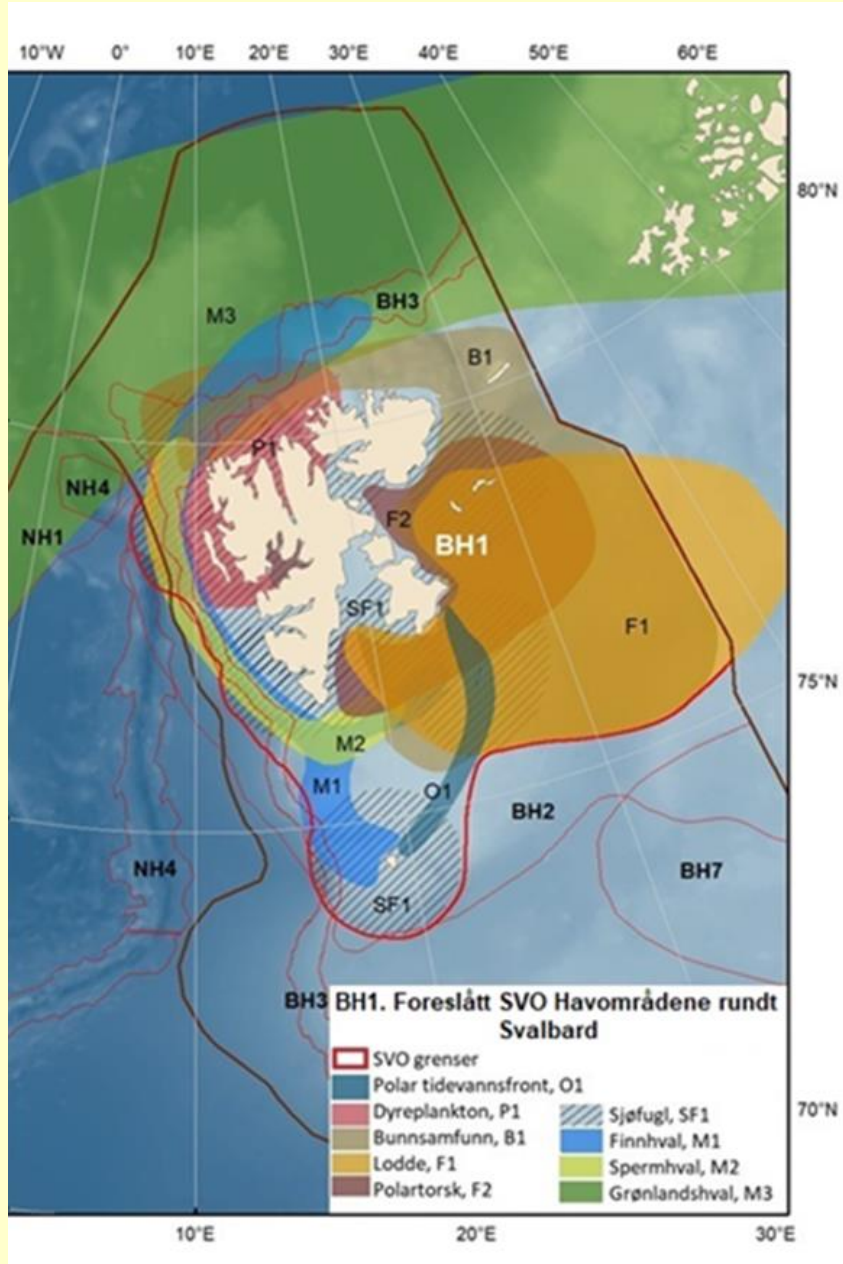 10°W 0° 10°E 20°E 30°E 40°E 50°E 60°E
80°N
BH3
M3
B1
P1
NH4
F2
NH1
BH1
SF1
F1
75°N
M2
M1
O1
BH2
NH4
BH7
SF1
BH3
BH1. Foreslått SVO Havområdene rundt
Svalbard
SVO grenser
Polar tidevannsfront, O1
Dyreplankton, P1
Bunnsamfunn, B1
Lodde, F1
Polartorsk, F2
Sjøfugl, SF1
Finnhval, M1
Spermhval, M2
Grønlandshval, M3
70°N
10°E 20°E 30°E